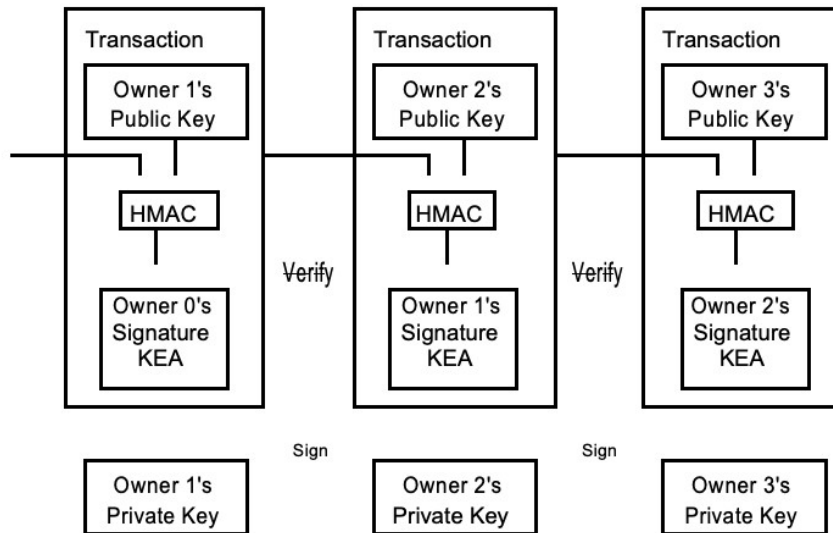 Transaction
Transaction
Transaction
Owner 1's
Public Key
Owner 2's
Public Key
Owner 3's
Public Key
HMAC
HMAC
HMAC
Verify
Verify
Owner 0's
Signature
KEA
Owner 1's
Signature
KEA
Owner 2's
Signature
KEA
Sign
Sign
Owner 1's
Private Key
Owner 2's
Private Key
Owner 3's
Private Key